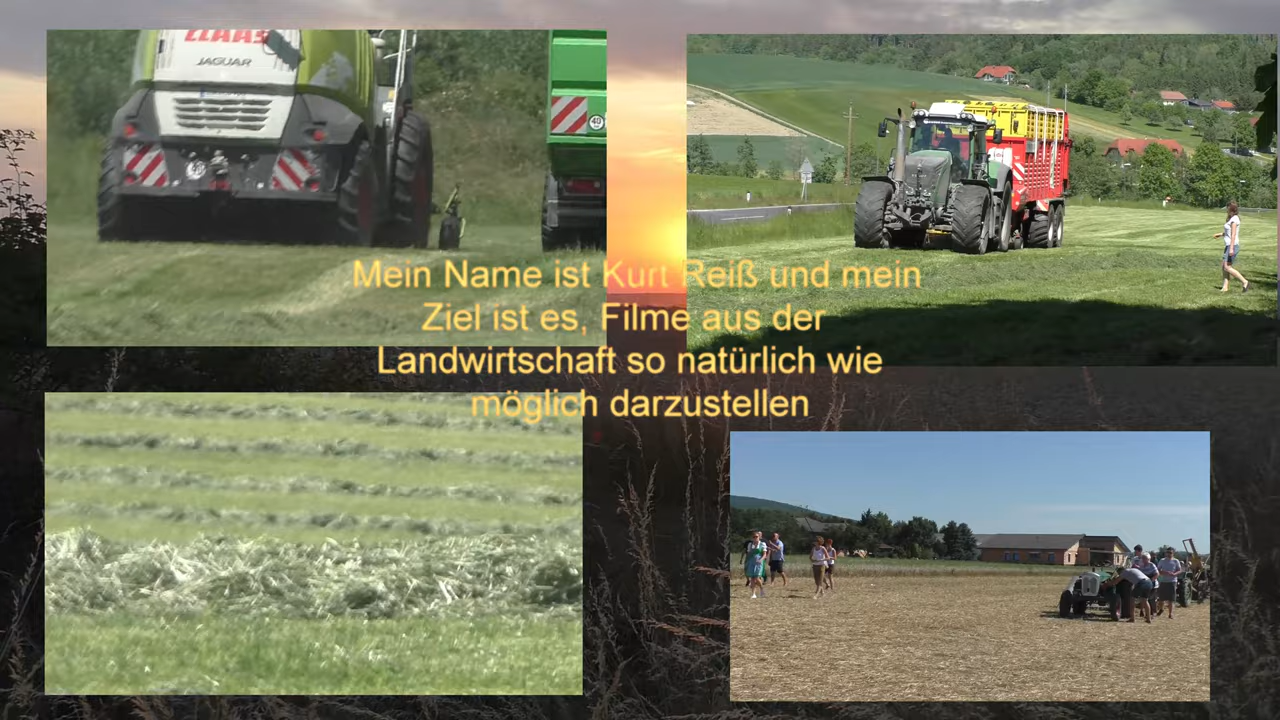 CLAAS
JAGUAR
40
Mein Name ist Kurt Reiß und mein
Ziel ist es, Filme aus der
Landwirtschaft so natürlich wie
möglich darzustellen